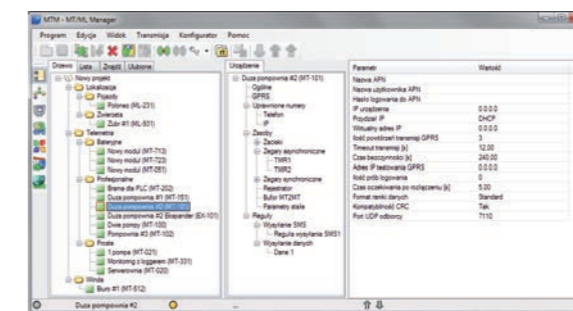 MTM - MT/ML Manager
Program Edycja Widok Transmisja Konfigurator Pomoc
Drzewo Lista Znajdź Ulubione
Nowy projekt
Lokalizacja
Pojazdy
Polonez (ML-231)
Zwierzęta
Żubr #1 (ML-931)
Telemetria
Bateryjne
Nowy moduł (MT-713)
Nowy moduł (MT-723)
Nowy moduł (MT-051)
Profesjonalne
Brama dla PLC (MT-202)
Duża pompownia #1 (MT-151)
Duża pompownia #2 (MT-101)
Duża pompownia #2 Ekspander (EX-101)
Dwie pompy (MT-100)
Pompownia #3 (MT-102)
Proste
1 pompa (MT-021)
Monitoring z loggerem (MT-331)
Serwerownia (MT-020)
Winda
Biuro #1 (MT-512)
Urządzenie
Duża pompownia #2 (MT-101)
Ogólne
GPRS
Uprawnione numery
Telefon
IP
Zasoby
Zaciski
Zegary asynchroniczne
TMR1
TMR2
Zegary synchroniczne
Rejestrator
Bufor MT2MT
Parametry stałe
Reguły
Wysyłanie SMS
Reguła wysyłania SMS1
Wysyłanie danych
Dane 1
Parametr Wartość
Nazwa APN
Nazwa użytkownika APN
Hasło logowania do APN
IP urządzenia 0.0.0.0
Przydział IP DHCP
Wirtualny adres IP 0.0.0.0
Ilość powtórzeń transmisji GPRS 3
Timeout transmisji [s] 12,00
Czas bezczynności [s] 240,00
Adres IP testowania GPRS 0.0.0.0
Ilość prób logowania 0
Czas oczekiwania po rozłączeniu [s] 5,00
Format ramki danych Standard
Kompatybilność CRC Tak
Port UDP odbiorcy 7110
Duża pompownia #2